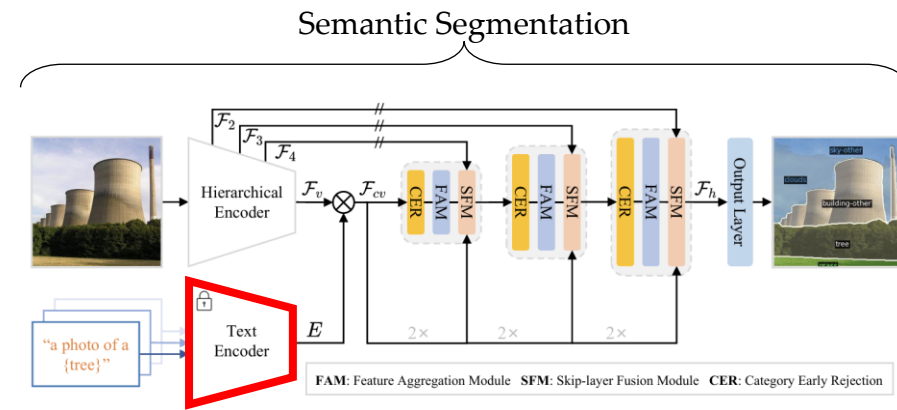 Semantic Segmentation
F₂
F₃
F₄
Hierarchical
Encoder
Fᵥ
F_cv
CER
FAM
SFM
CER
FAM
SFM
CER
FAM
SFM
F_h
Output Layer
sky-other
clouds
building-other
tree
"a photo of a
{tree}"
Text
Encoder
E
2×
2×
2×
FAM: Feature Aggregation Module SFM: Skip-layer Fusion Module CER: Category Early Rejection